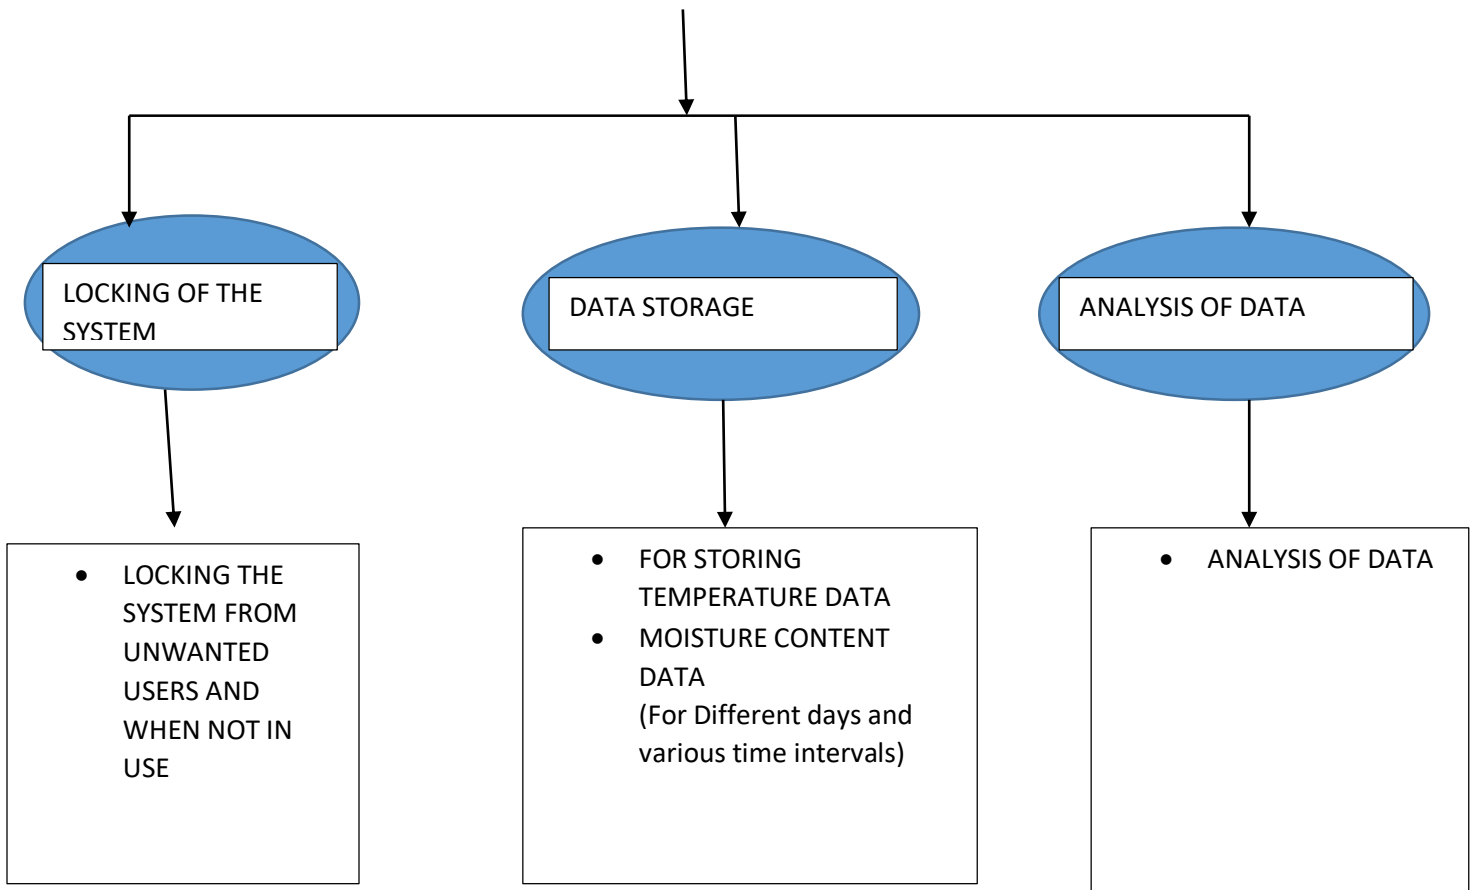 LOCKING OF THE
SYSTEM
DATA STORAGE
ANALYSIS OF DATA
• LOCKING THE
SYSTEM FROM
UNWANTED
USERS AND
WHEN NOT IN
USE
• FOR STORING
TEMPERATURE DATA
• MOISTURE CONTENT
DATA
(For Different days and
various time intervals)
• ANALYSIS OF DATA